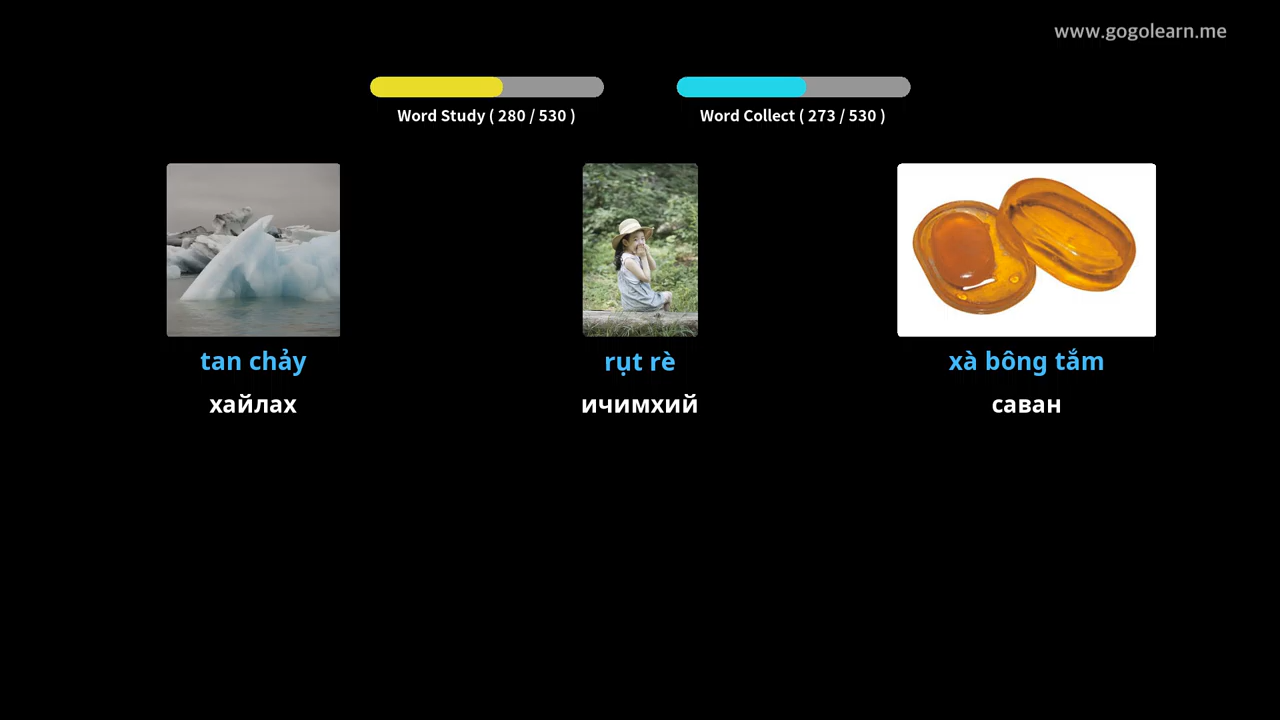 www.gogolearn.me
Word Study ( 280 / 530 )
Word Collect ( 273 / 530 )
tan chảy
rụt rè
xà bông tắm
хайлах
ичимхий
саван